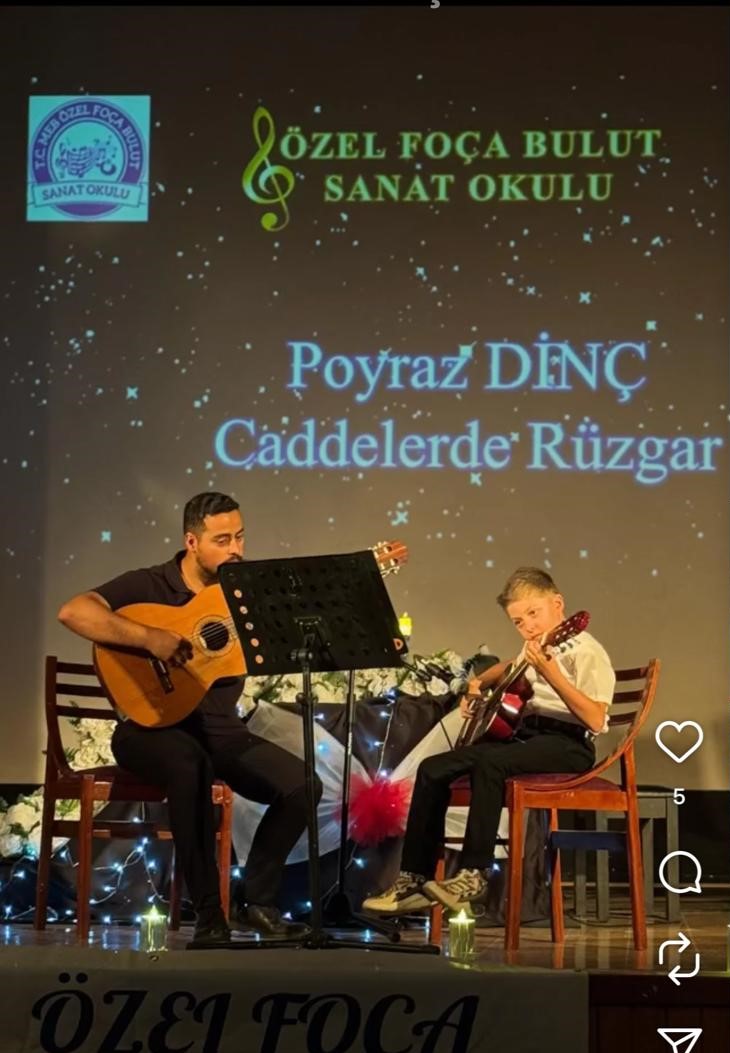 T.C. MEB ÖZEL FOÇA BULUT
SANAT OKULU
ÖZEL FOÇA BULUT
SANAT OKULU
Poyraz DİNÇ
Caddelerde Rüzgar
5
ÖZEL FOÇA